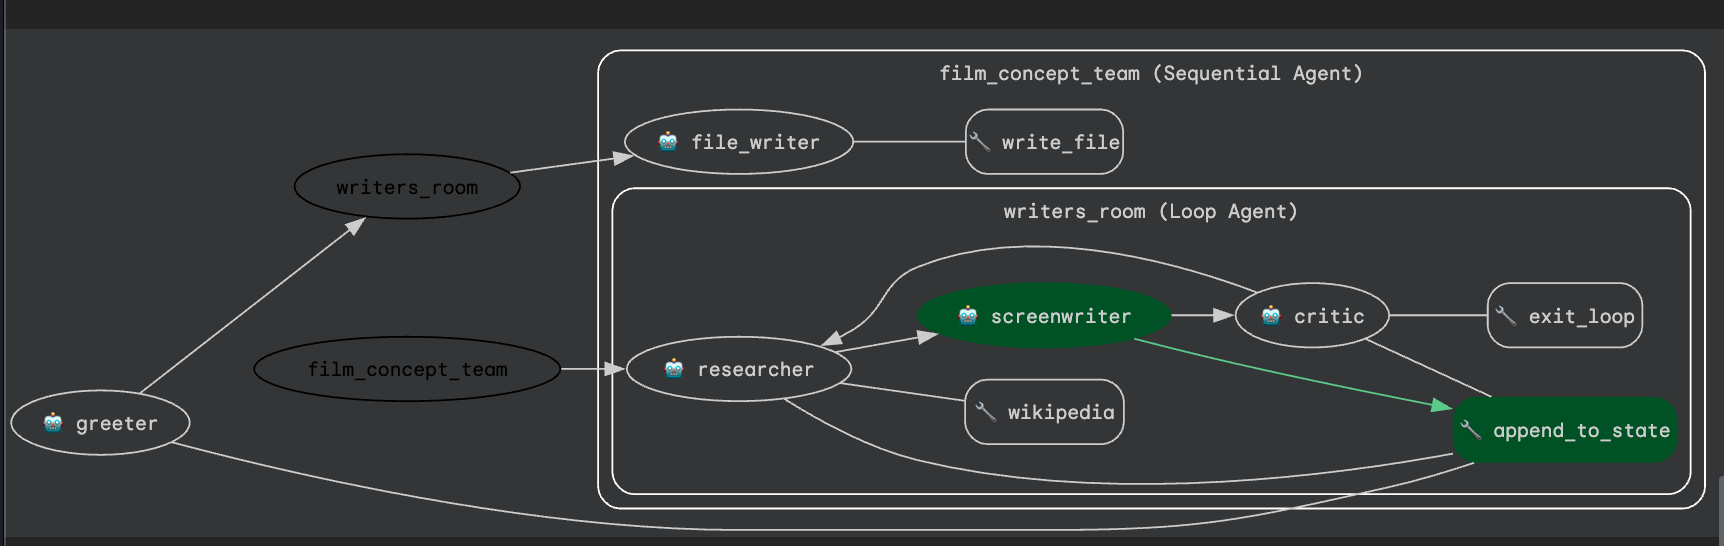 film_concept_team (Sequential Agent)
file_writer
write_file
writers_room
writers_room (Loop Agent)
screenwriter
critic
exit_loop
film_concept_team
researcher
wikipedia
greeter
append_to_state